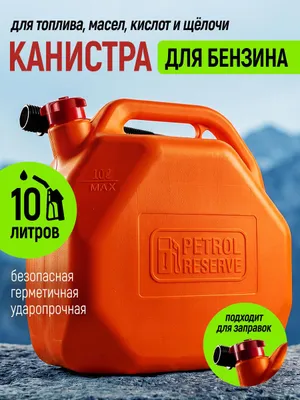 для топлива, масел, кислот и щёлочи
КАНИСТРА ДЛЯ БЕНЗИНА
10
ЛИТРОВ
безопасная
герметичная
ударопрочная
10L
MAX
PETROL
RESERVE
подходит
для заправок